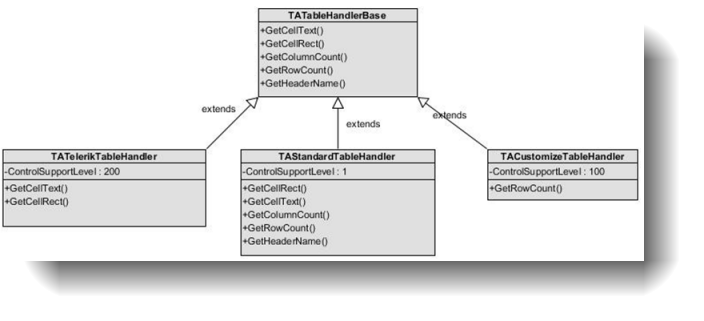 TATableHandlerBase
+GetCellText()
+GetCellRect()
+GetColumnCount()
+GetRowCount()
+GetHeaderName()
extends
extends
extends
TATelerikTableHandler
-ControlSupportLevel : 200
+GetCellText()
+GetCellRect()
TAStandardTableHandler
-ControlSupportLevel : 1
+GetCellRect()
+GetCellText()
+GetColumnCount()
+GetRowCount()
+GetHeaderName()
TACustomizeTableHandler
-ControlSupportLevel : 100
+GetRowCount()